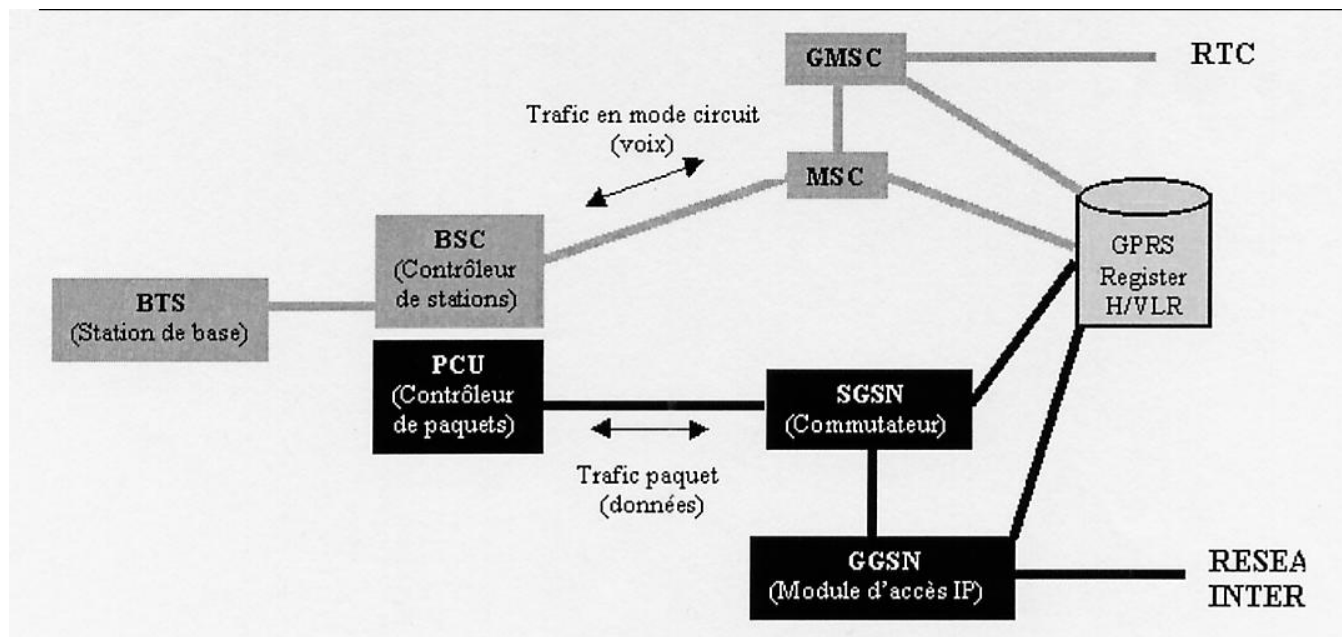 GMSC
RTC
Trafic en mode circuit
(voix)
MSC
BSC
(Contrôleur
de stations)
BTS
(Station de base)
GPRS
Register
H/VLR
PCU
(Contrôleur
de paquets)
SGSN
(Commutateur)
Trafic paquet
(données)
GGSN
(Module d'accès IP)
RESEA
INTER